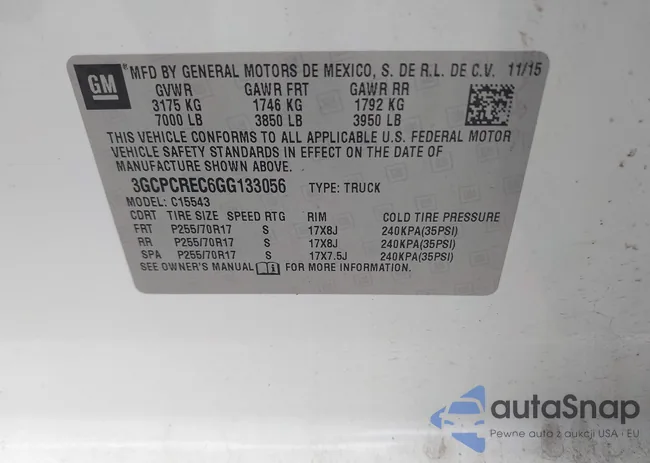 GM MFD BY GENERAL MOTORS DE MEXICO, S. DE R.L. DE C.V. 11/15
GVWR GAWR FRT GAWR RR
3175 KG 1746 KG 1792 KG
7000 LB 3850 LB 3950 LB
THIS VEHICLE CONFORMS TO ALL APPLICABLE U.S. FEDERAL MOTOR
VEHICLE SAFETY STANDARDS IN EFFECT ON THE DATE OF
MANUFACTURE SHOWN ABOVE.
3GCPCREC6GG133056 TYPE: TRUCK
MODEL: C15543
CDRT TIRE SIZE SPEED RTG RIM COLD TIRE PRESSURE
FRT P255/70R17 S 17X8J 240KPA(35PSI)
RR P255/70R17 S 17X8J 240KPA(35PSI)
SPA P255/70R17 S 17X7.5J 240KPA(35PSI)
SEE OWNER'S MANUAL FOR MORE INFORMATION.
autaSnap
Pewne auta z aukcji USA · EU